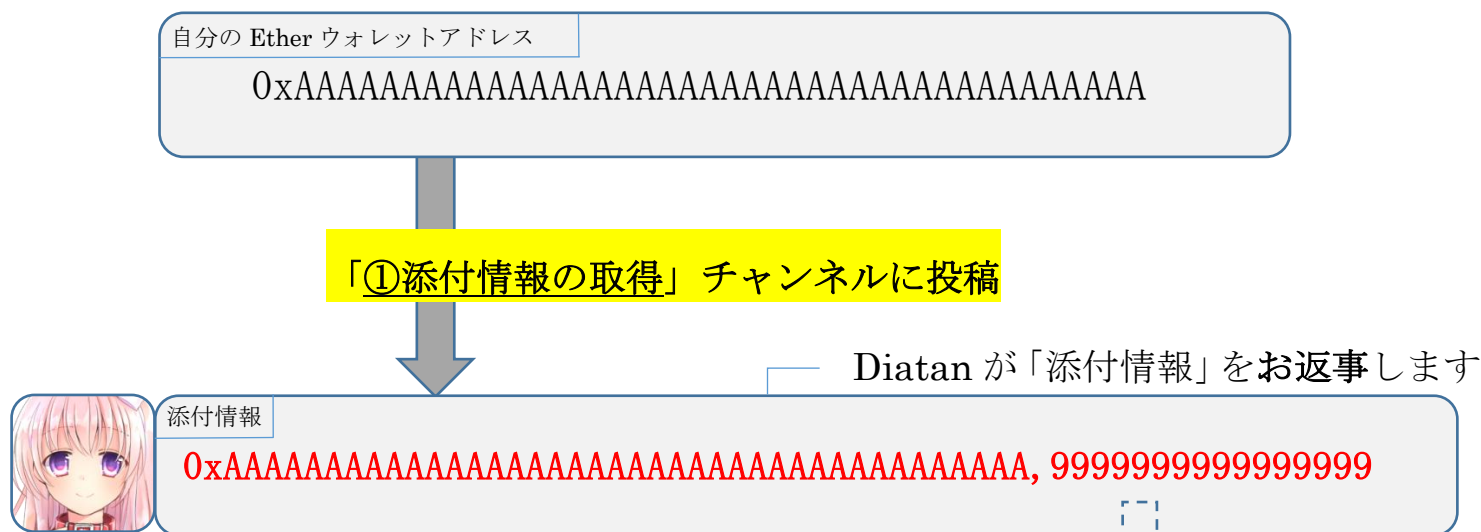 自分の Ether ウォレットアドレス
0xAAAAAAAAAAAAAAAAAAAAAAAAAAAAAAAAAAAAAAAA
「①添付情報の取得」チャンネルに投稿
Diatan が「添付情報」をお返事します
添付情報
0xAAAAAAAAAAAAAAAAAAAAAAAAAAAAAAAAAAAAAAAA,9999999999999999